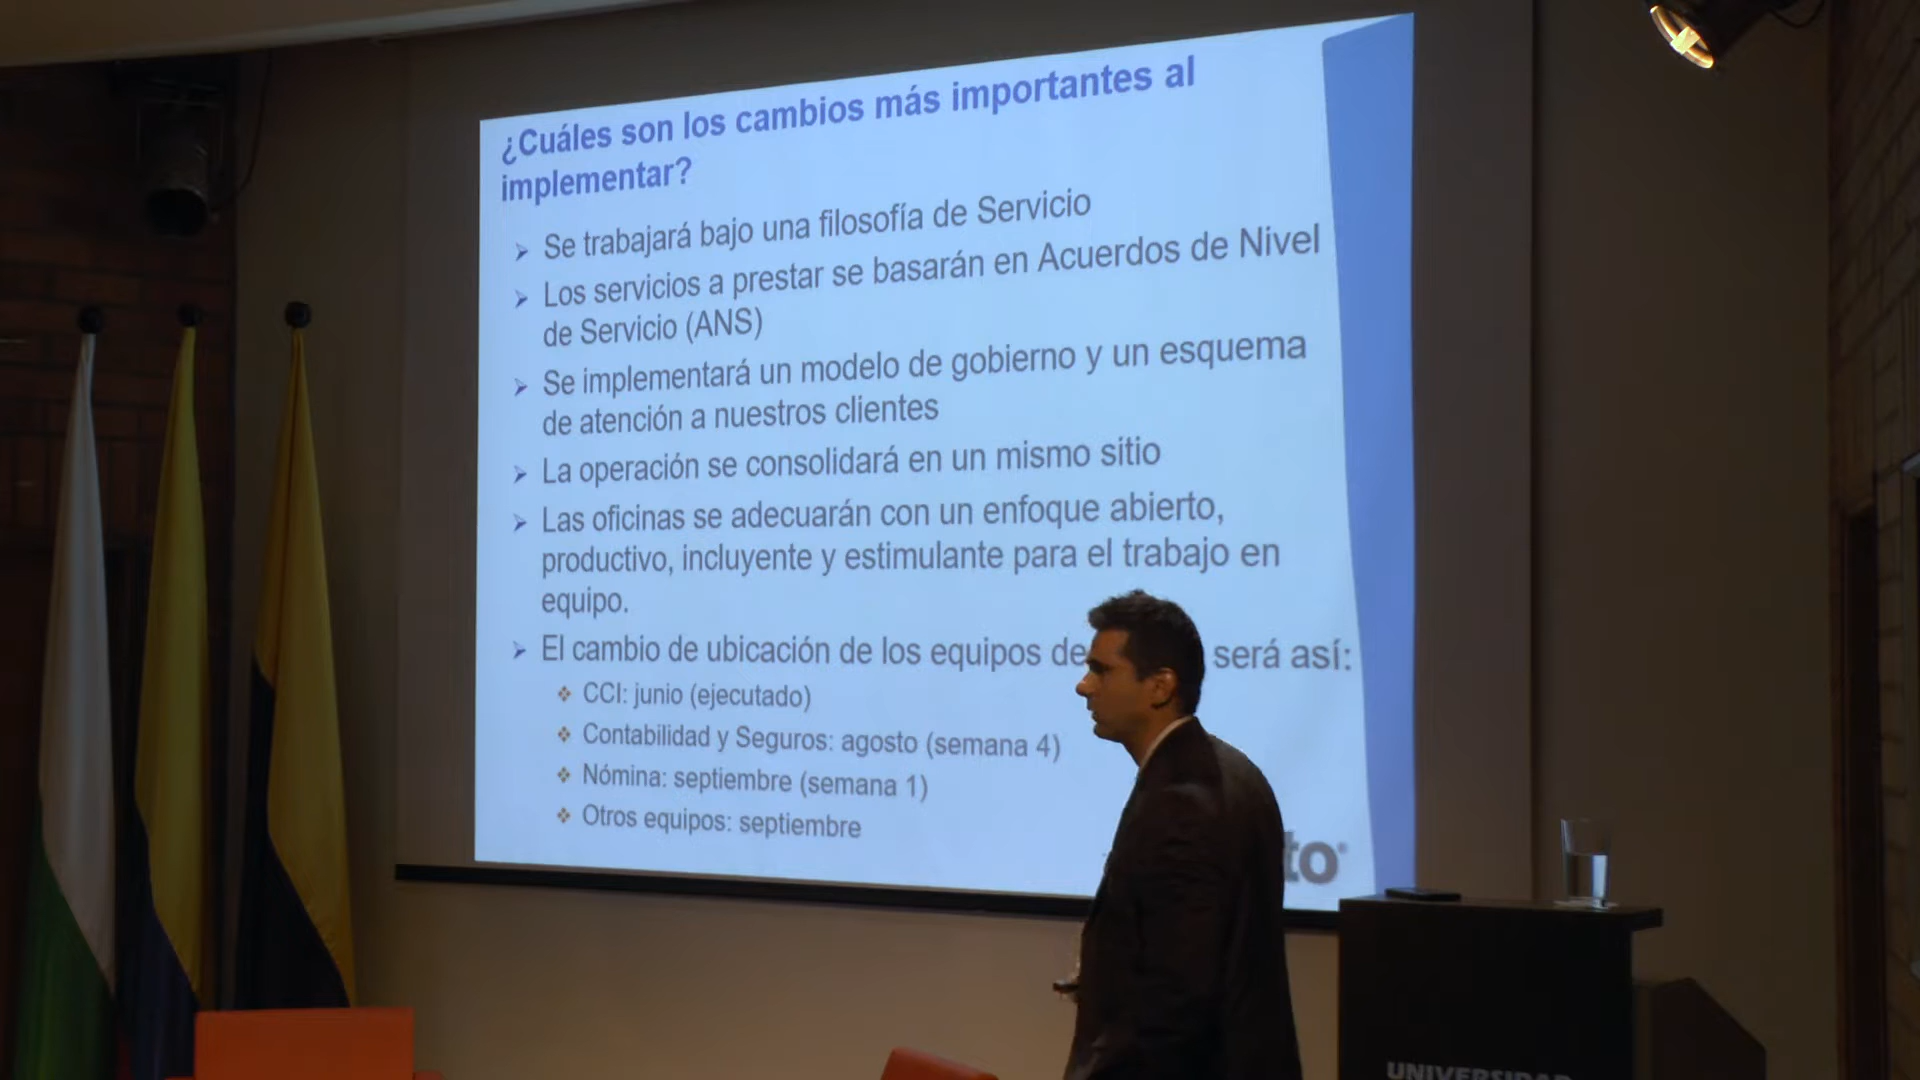 ¿Cuáles son los cambios más importantes al
implementar?
Se trabajará bajo una filosofía de Servicio
Los servicios a prestar se basarán en Acuerdos de Nivel
de Servicio (ANS)
Se implementará un modelo de gobierno y un esquema
de atención a nuestros clientes
La operación se consolidará en un mismo sitio
Las oficinas se adecuarán con un enfoque abierto,
productivo, incluyente y estimulante para el trabajo en
equipo.
El cambio de ubicación de los equipos de será así:
CCI: junio (ejecutado)
Contabilidad y Seguros: agosto (semana 4)
Nómina: septiembre (semana 1)
Otros equipos: septiembre
UNIVERSIDAD